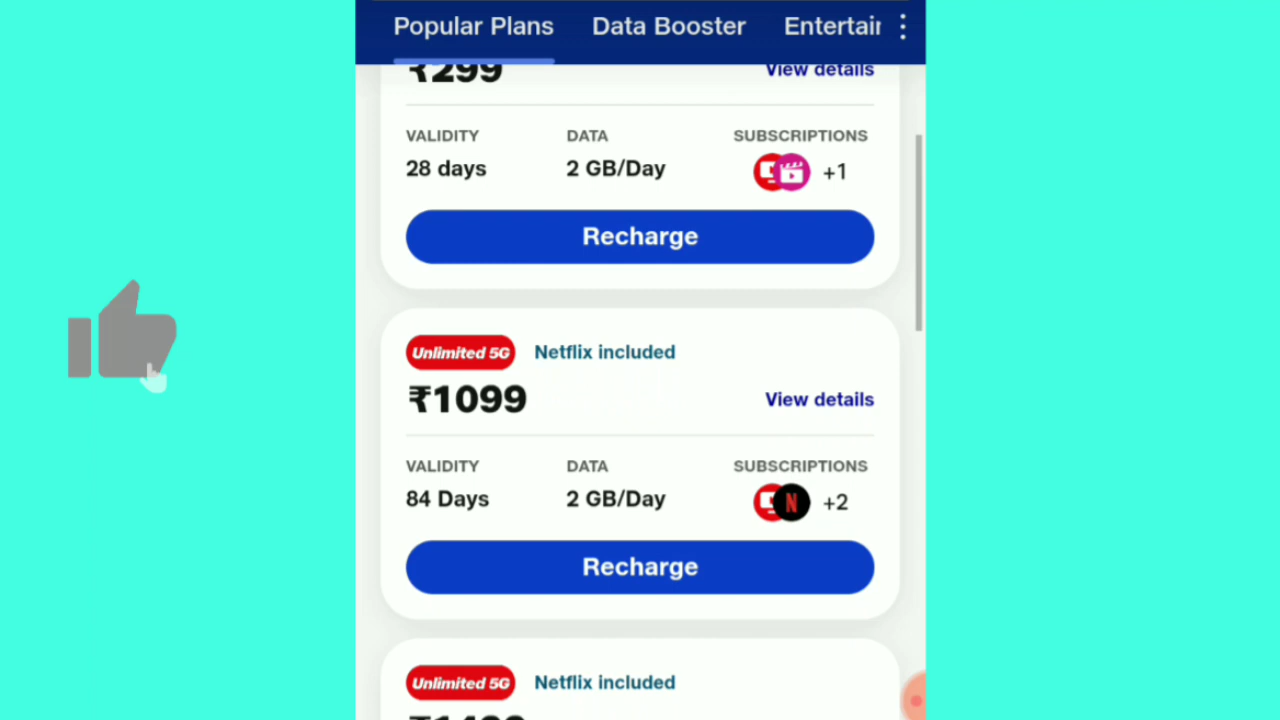 Popular Plans Data Booster Entertain
₹299 View details
VALIDITY DATA SUBSCRIPTIONS
28 days 2 GB/Day +1
Recharge
Unlimited 5G Netflix included
₹1099 View details
VALIDITY DATA SUBSCRIPTIONS
84 Days 2 GB/Day N +2
Recharge
Unlimited 5G Netflix included